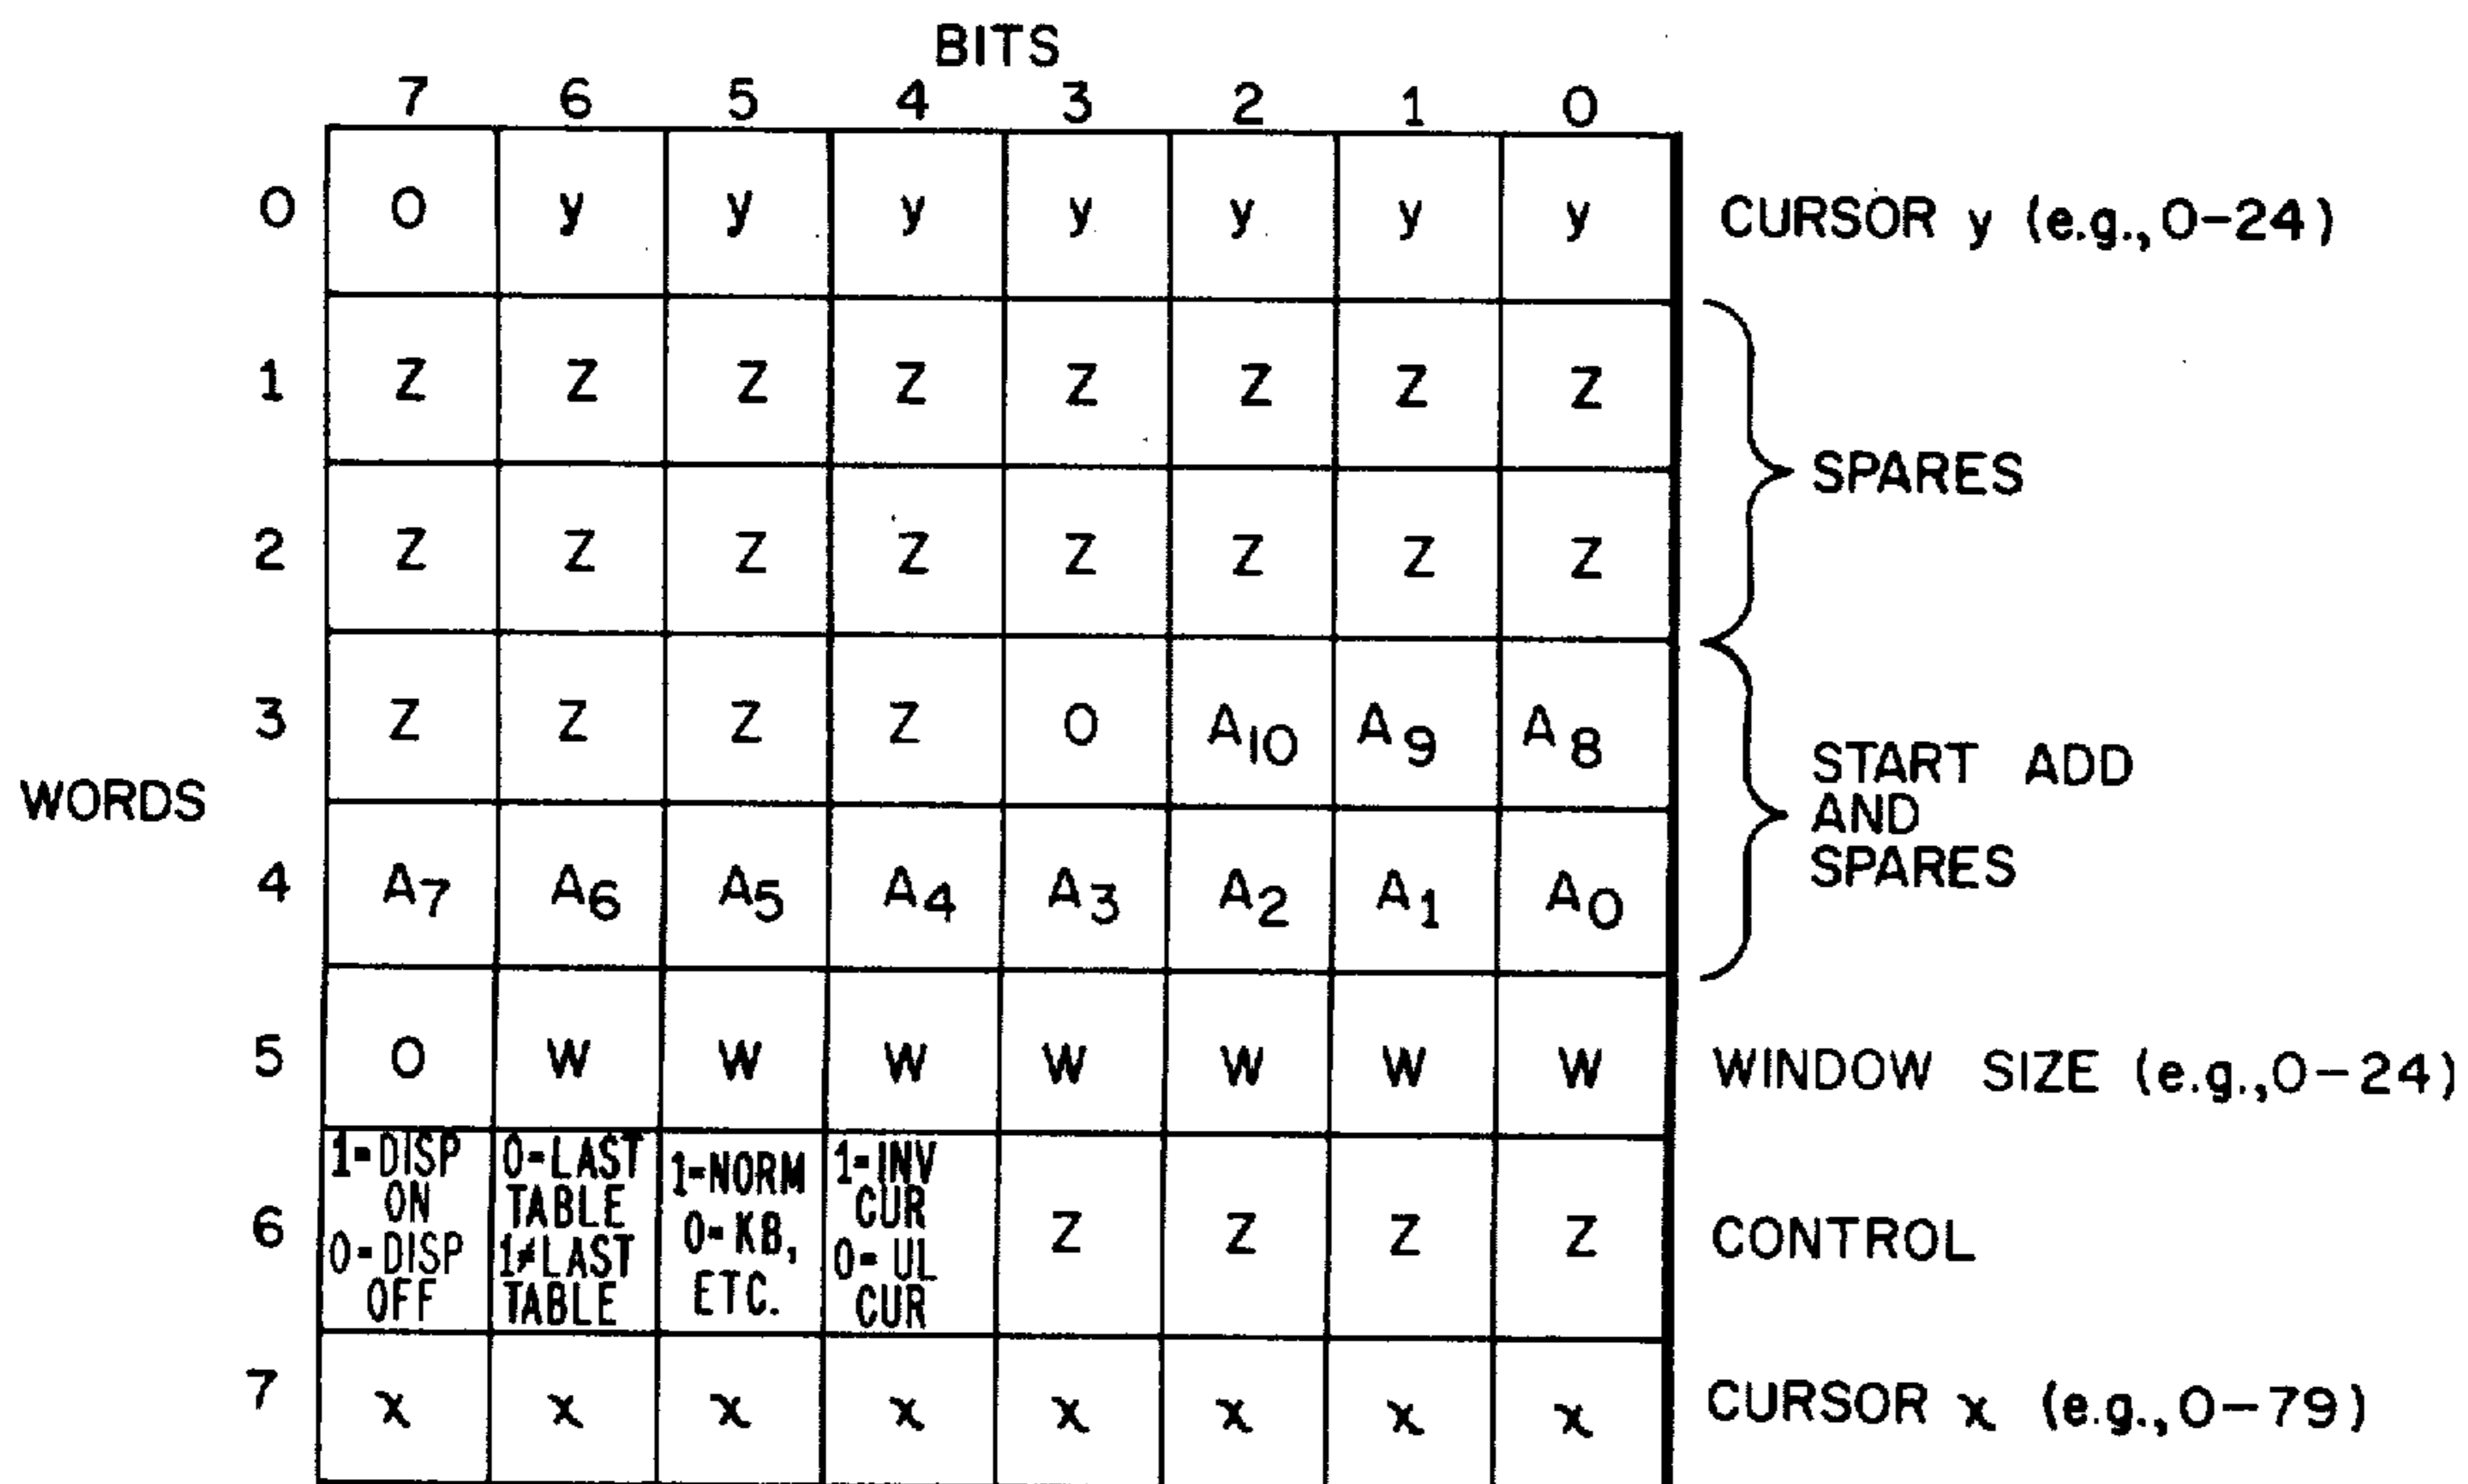 BITS
7 6 5 4 3 2 1 0
0 0 y y y y y y y CURSOR y (e.g., 0-24)
1 Z Z Z Z Z Z Z Z
SPARES
2 Z Z Z Z Z Z Z Z
3 Z Z Z Z 0 A10 A9 A8
WORDS
START ADD
AND
SPARES
4 A7 A6 A5 A4 A3 A2 A1 A0
5 0 W W W W W W W WINDOW SIZE (e.g., 0-24)
6
1=DISP
ON
0=DISP
OFF
0=LAST
TABLE
1≠LAST
TABLE
1=NORM
0=KB,
ETC.
1=INV
CUR
0=UL
CUR
Z Z Z Z CONTROL
7 x x x x x x x x CURSOR x (e.g., 0-79)